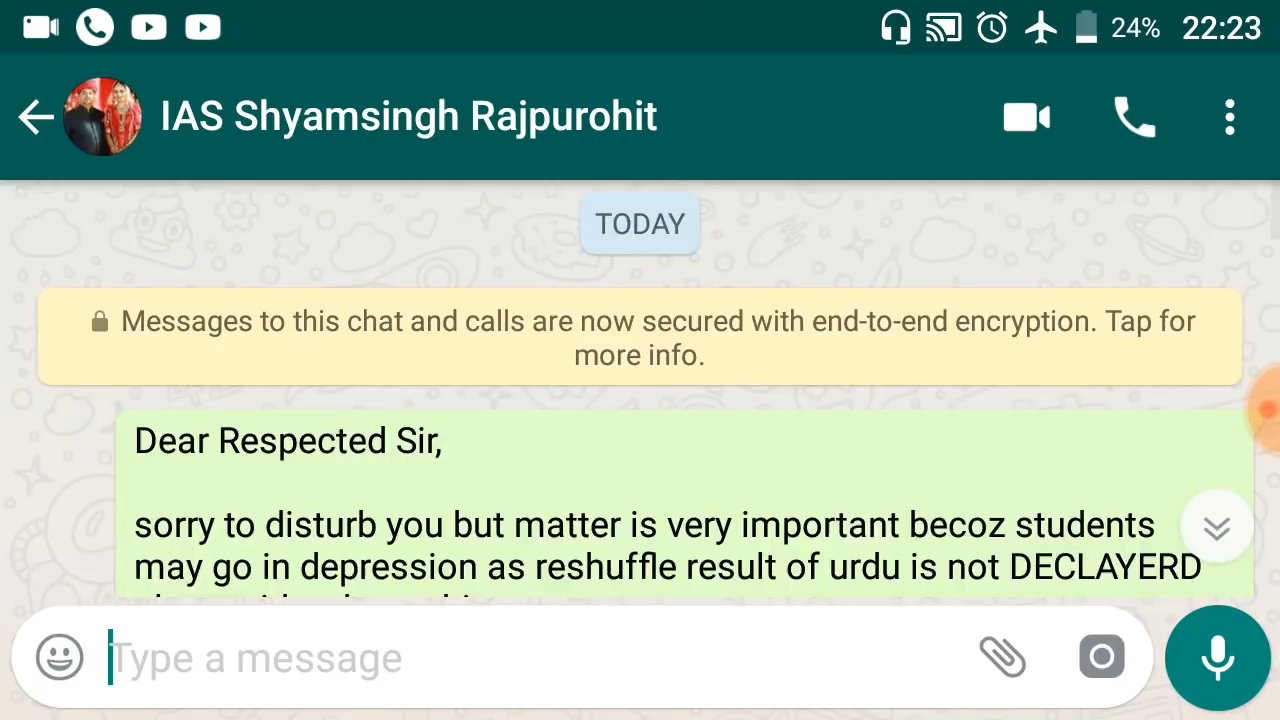 24% 22:23
IAS Shyamsingh Rajpurohit
TODAY
Messages to this chat and calls are now secured with end-to-end encryption. Tap for
more info.
Dear Respected Sir,
sorry to disturb you but matter is very important becoz students
may go in depression as reshuffle result of urdu is not DECLAYERD
Type a message